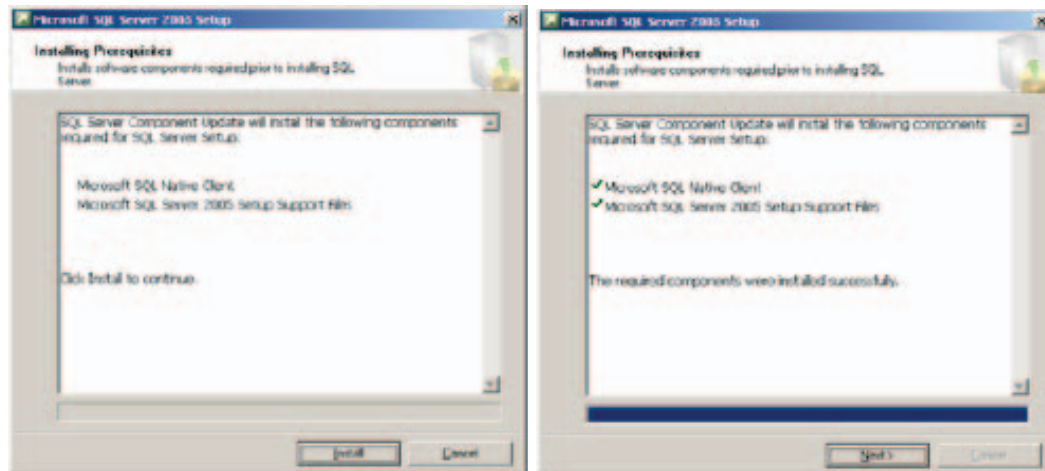 Microsoft SQL Server 2005 Setup
Installing Prerequisites
Installs software components required prior to installing SQL
Server.
SQL Server Component Update will install the following components
required for SQL Server Setup:
Microsoft SQL Native Client
Microsoft SQL Server 2005 Setup Support Files
Click Install to continue.
Install
Cancel
Microsoft SQL Server 2005 Setup
Installing Prerequisites
Installs software components required prior to installing SQL
Server.
SQL Server Component Update will install the following components
required for SQL Server Setup:
Microsoft SQL Native Client
Microsoft SQL Server 2005 Setup Support Files
The required components were installed successfully.
Next >
Cancel